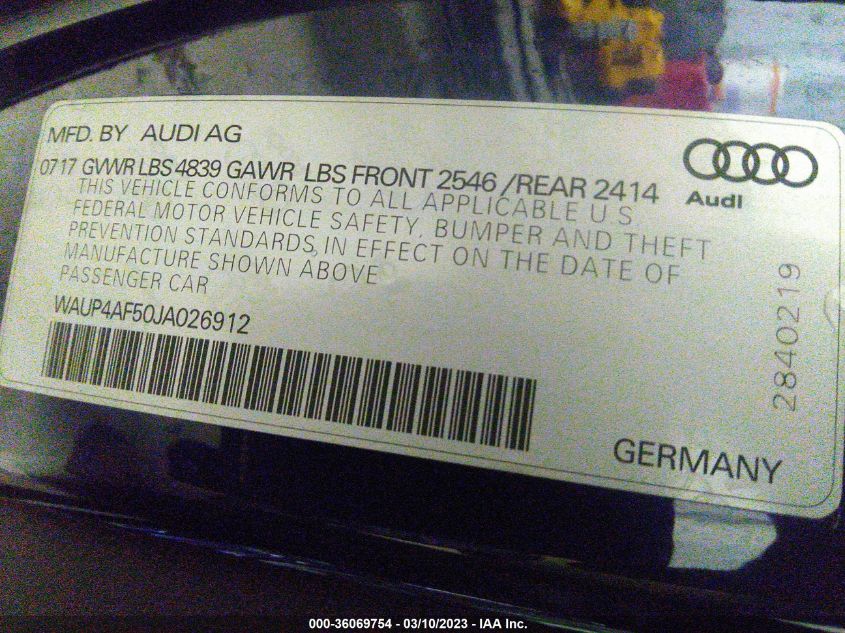 MFD. BY AUDI AG
0717 GVWR LBS 4839 GAWR LBS FRONT 2546 /REAR 2414
THIS VEHICLE CONFORMS TO ALL APPLICABLE U S
FEDERAL MOTOR VEHICLE SAFETY, BUMPER AND THEFT
PREVENTION STANDARDS, IN EFFECT ON THE DATE OF
MANUFACTURE SHOWN ABOVE
PASSENGER CAR
WAUP4AF50JA026912
Audi
2840219
GERMANY
000-36069754 - 03/10/2023 - IAA Inc.